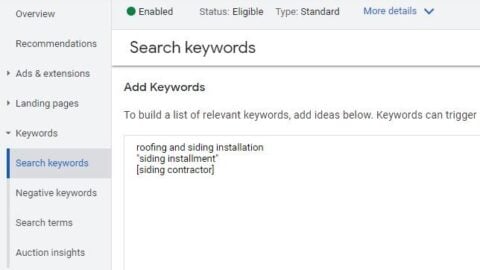 Overview
Recommendations
Ads & extensions
Landing pages
Keywords
Search keywords
Negative keywords
Search terms
Auction insights
Enabled Status: Eligible Type: Standard More details
Search keywords
Add Keywords
To build a list of relevant keywords, add ideas below. Keywords can trigger
roofing and siding installation
"siding installment"
[siding contractor]